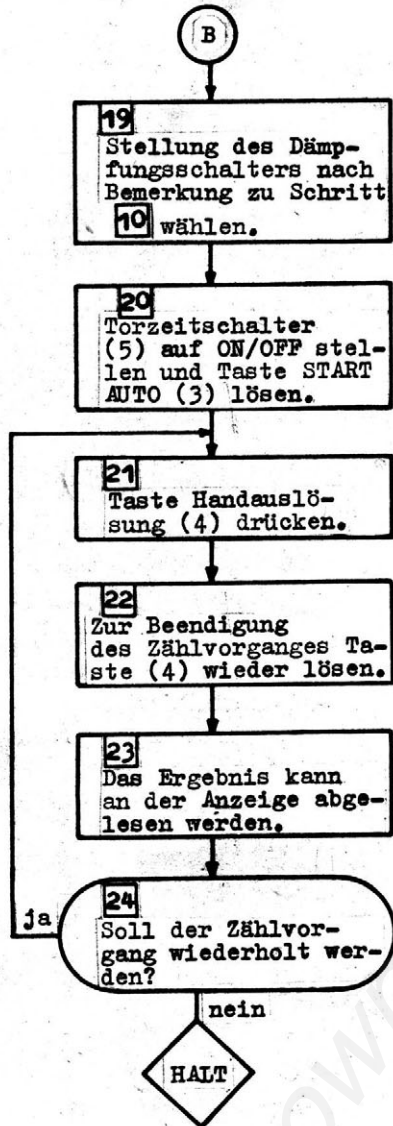 B
19
Stellung des Dämp-
fungsschalters nach
Bemerkung zu Schritt
10 wählen.
20
Torzeitschalter
(5) auf ON/OFF stel-
len und Taste START
AUTO (3) lösen.
21
Taste Handauslö-
sung (4) drücken.
22
Zur Beendigung
des Zählvorganges Ta-
ste (4) wieder lösen.
23
Das Ergebnis kann
an der Anzeige abge-
lesen werden.
24
ja
Soll der Zählvor-
gang wiederholt wer-
den?
nein
HALT